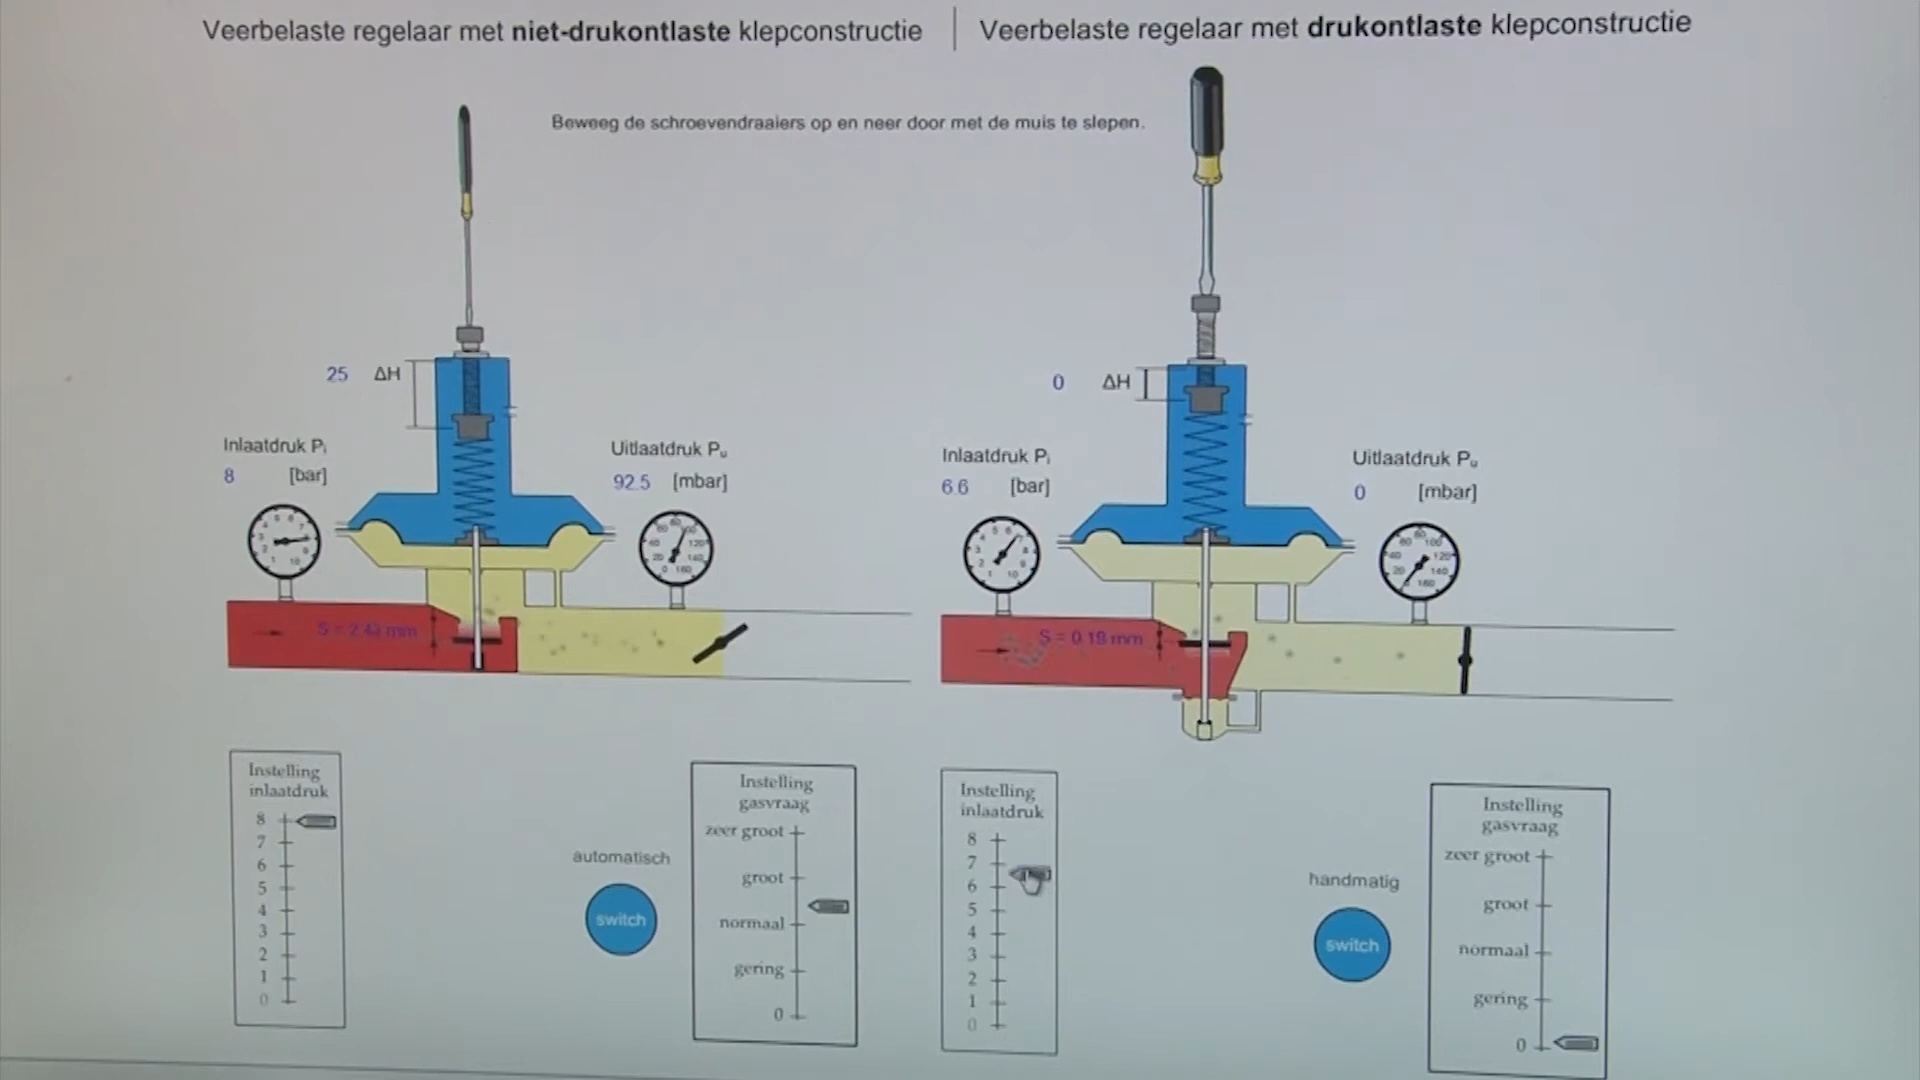 Veerbelaste regelaar met niet-drukontlaste klepconstructie
Veerbelaste regelaar met drukontlaste klepconstructie
Beweeg de schroevendraaiers op en neer door met de muis te slepen.
25 ΔH
Inlaatdruk Pi
8 [bar]
Uitlaatdruk Pu
92.5 [mbar]
S = 2.43 mm
0 ΔH
Inlaatdruk Pi
6.6 [bar]
Uitlaatdruk Pu
0 [mbar]
S = 0.18 mm
Instelling
inlaatdruk
8
7
6
5
4
3
2
1
0
automatisch
switch
Instelling
gasvraag
zeer groot
groot
normaal
gering
0
Instelling
inlaatdruk
8
7
6
5
4
3
2
1
0
handmatig
switch
Instelling
gasvraag
zeer groot
groot
normaal
gering
0